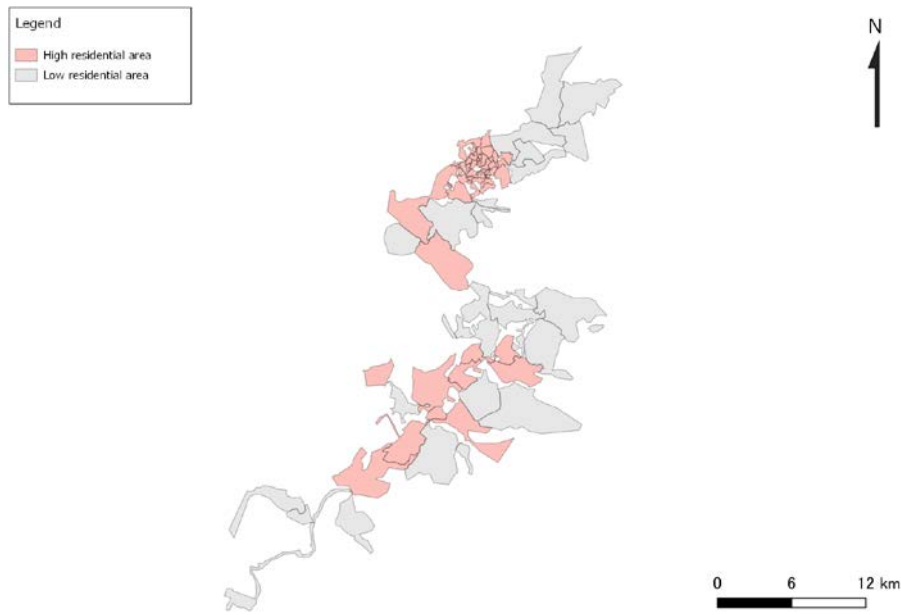 Legend
High residential area
Low residential area
N
0 6 12 km